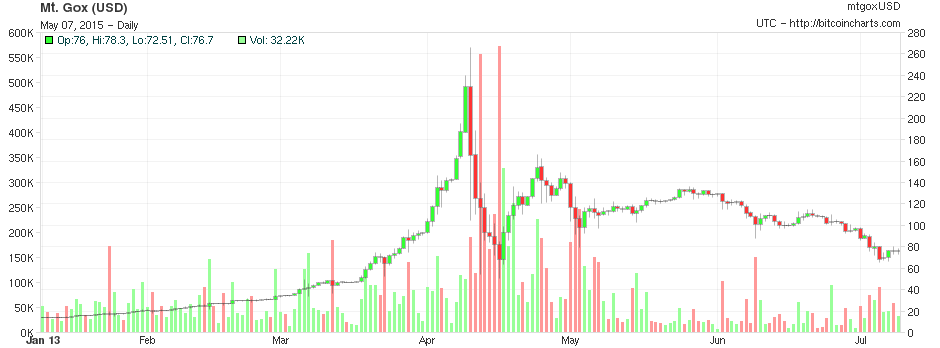 Mt. Gox (USD)
mtgoxUSD
May 07, 2015 – Daily
UTC – http://bitcoincharts.com
Op:76, Hi:78.3, Lo:72.51, Cl:76.7
Vol: 32.22K
600K
550K
500K
450K
400K
350K
300K
250K
200K
150K
100K
50K
0K
280
260
240
220
200
180
160
140
120
100
80
60
40
20
0
Jan 13
Feb
Mar
Apr
May
Jun
Jul